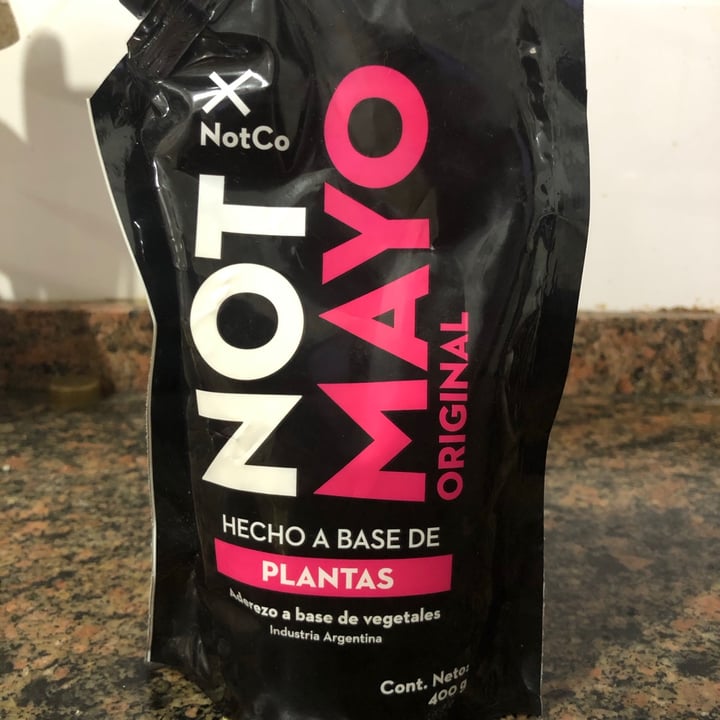 NotCo
NOT
MAYO
ORIGINAL
HECHO A BASE DE
PLANTAS
Aderezo a base de vegetales
Industria Argentina
Cont. Neto:
400 g